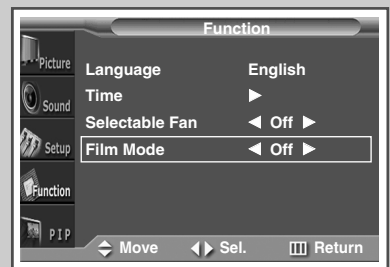 Function
Picture
Sound
Setup
Function
PIP
Language English
Time
Selectable Fan Off
Film Mode Off
Move Sel. Return